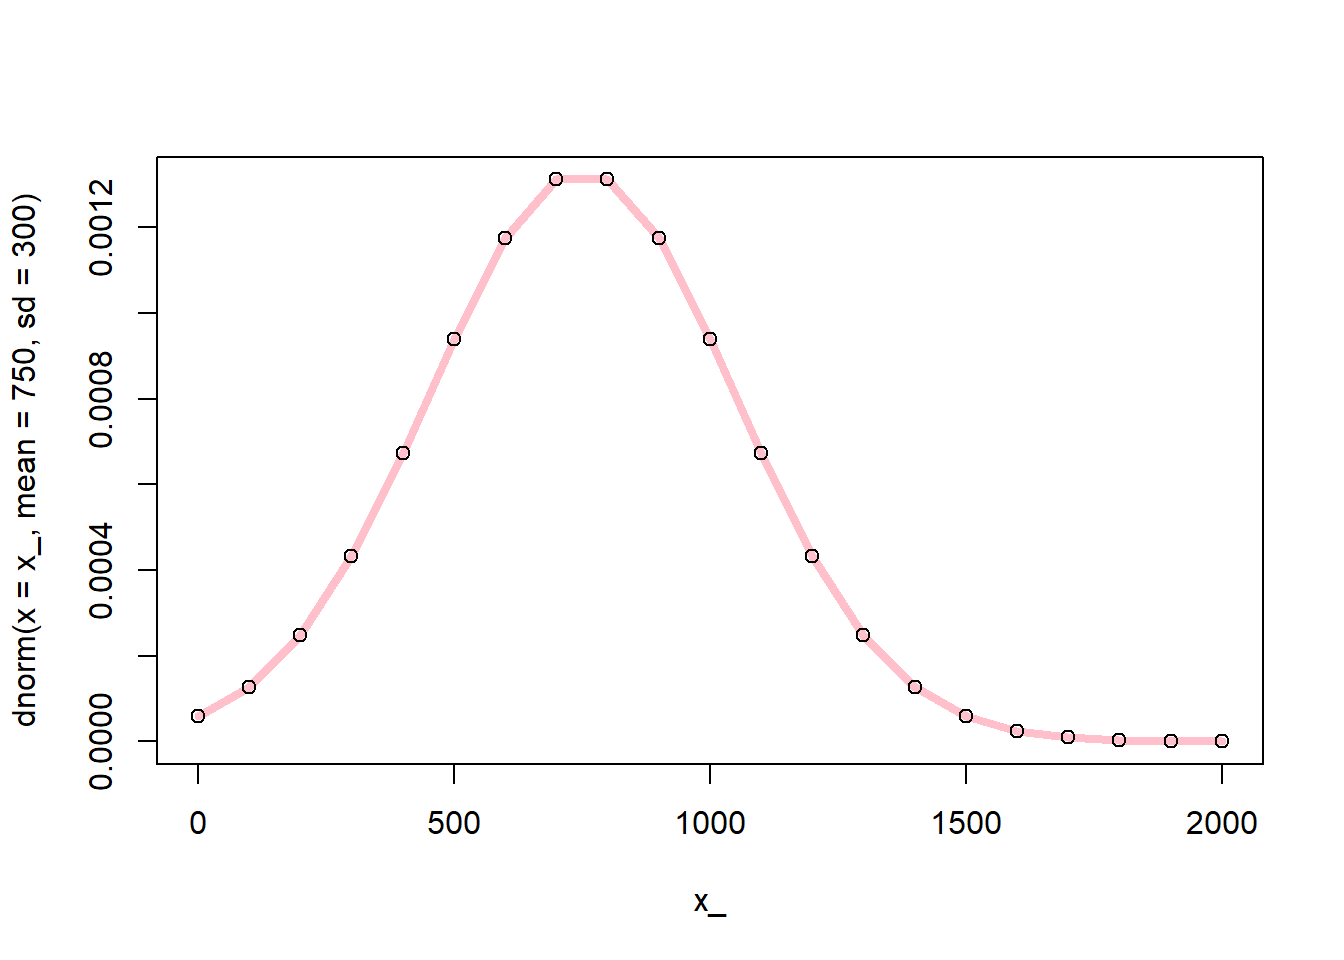 dnorm(x = x_, mean = 750, sd = 300)
0.0012
0.0008
0.0004
0.0000
0 500 1000 1500 2000
x_